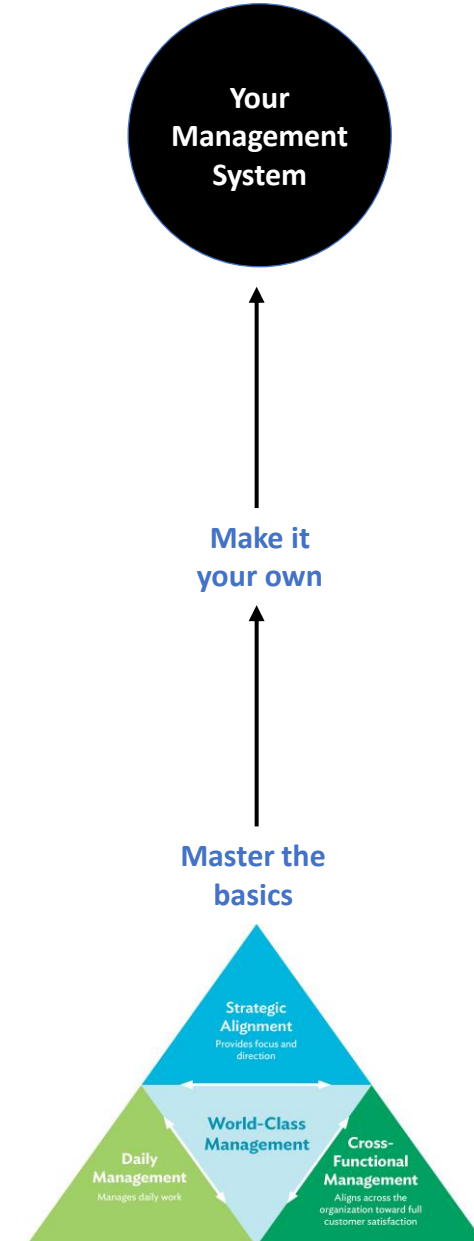 Your
Management
System
Make it
your own
Master the
basics
Strategic
Alignment
Provides focus and
direction
World-Class
Management
Daily
Management
Manages daily work
Cross-
Functional
Management
Aligns across the
organization toward full
customer satisfaction